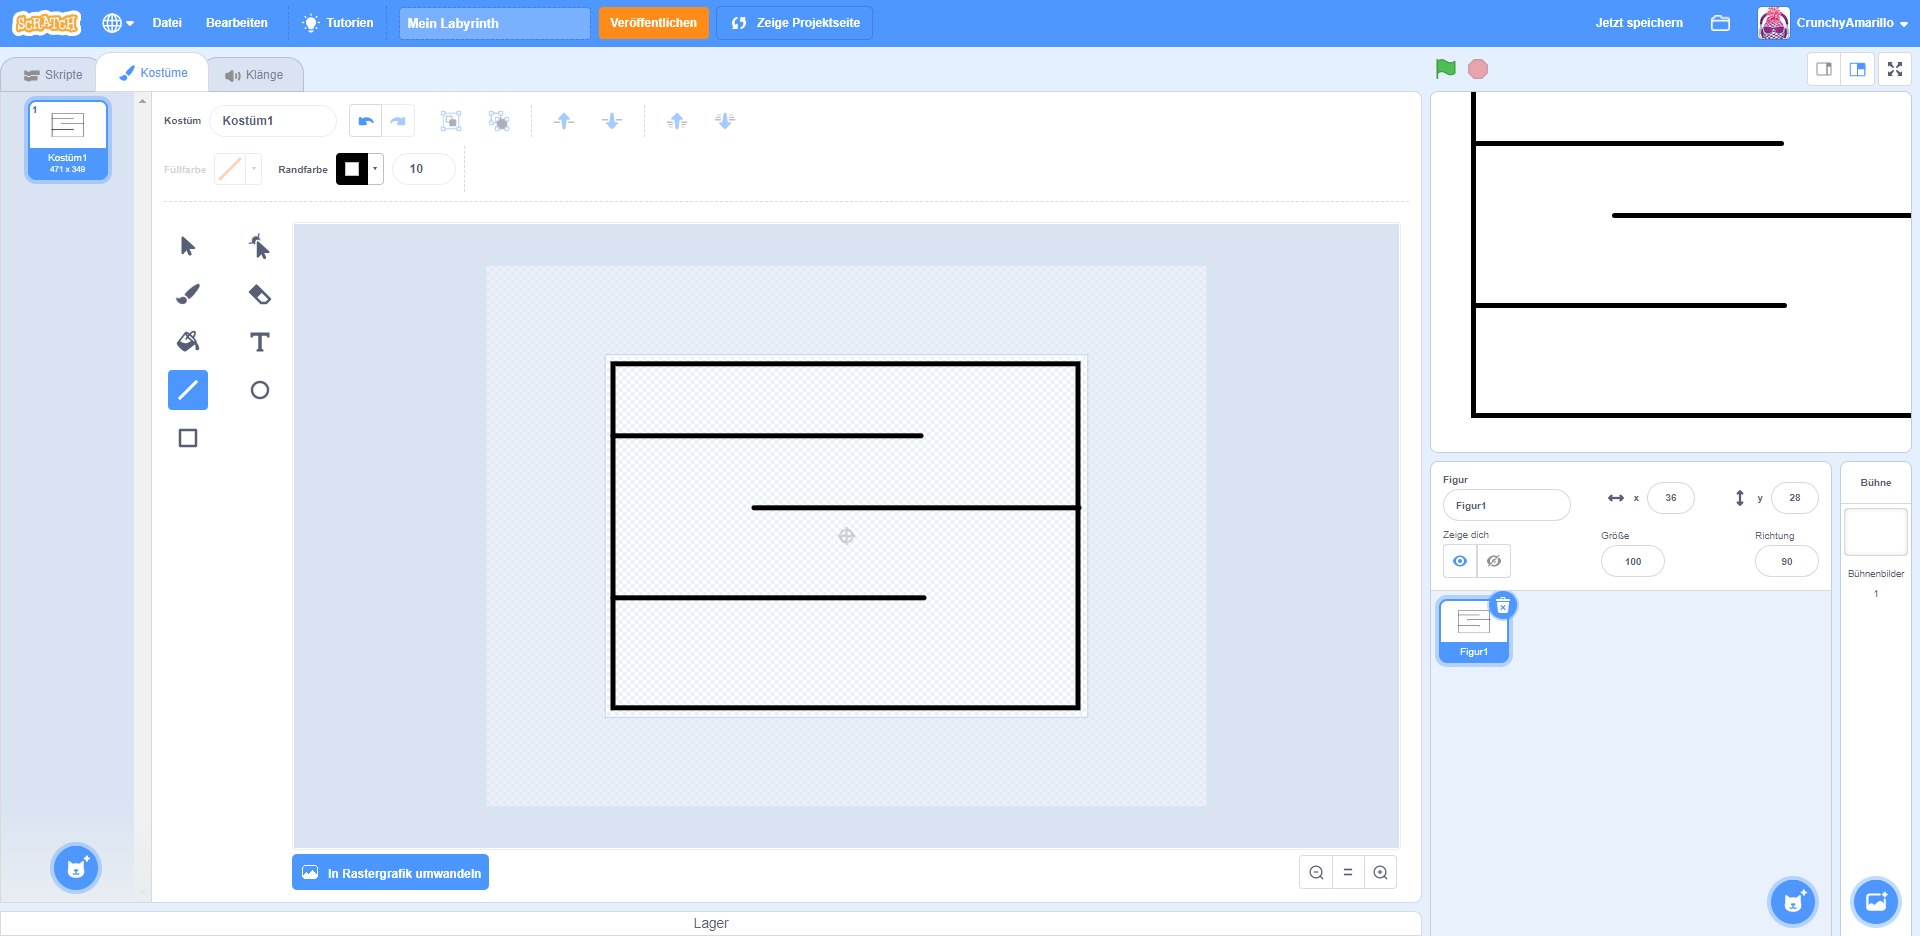 SCRATCH
Datei
Bearbeiten
Tutorien
Mein Labyrinth
Veröffentlichen
Zeige Projektseite
Jetzt speichern
CrunchyAmarillo
Skripte
Kostüme
Klänge
1
Kostüm1
471 x 349
Kostüm
Kostüm1
Füllfarbe
Randfarbe
10
T
In Rastergrafik umwandeln
Lager
Figur
Figur1
x
36
y
28
Zeige dich
Größe
100
Richtung
90
Figur1
Bühne
Bühnenbilder
1